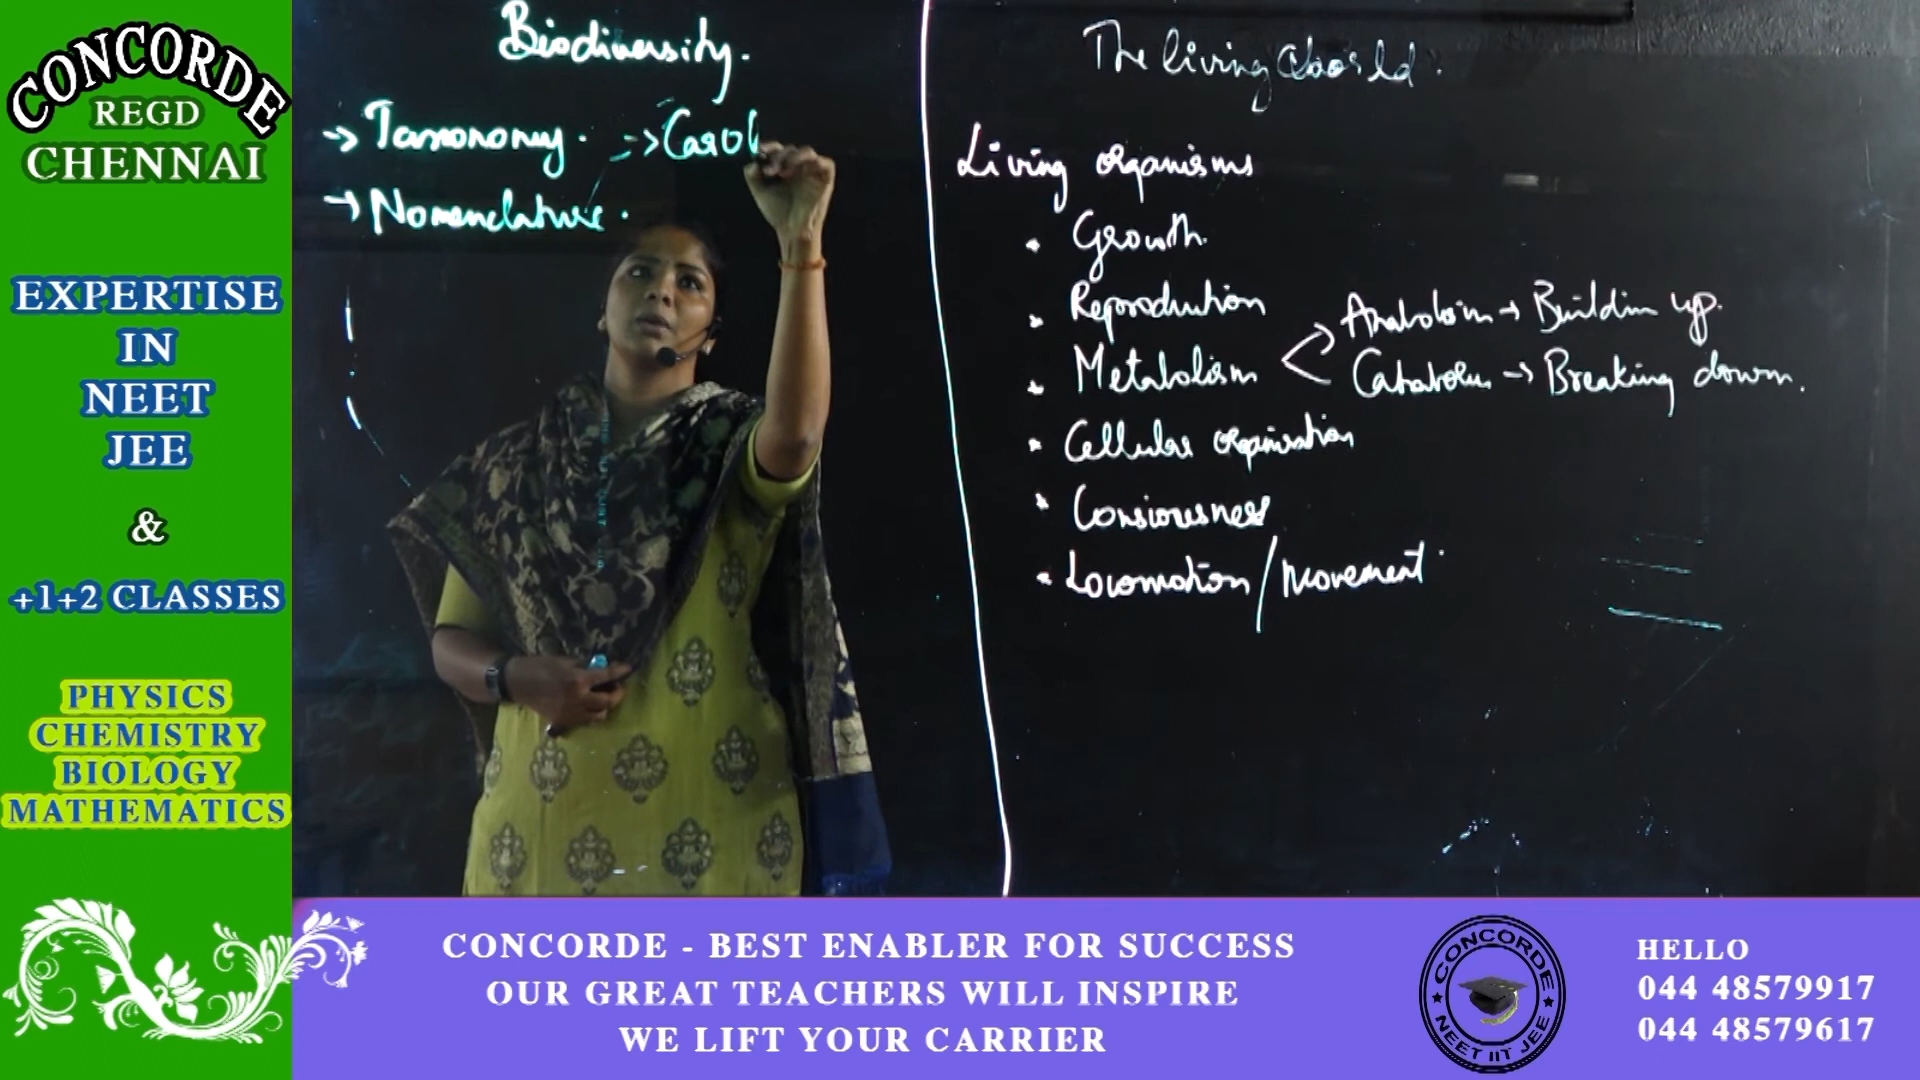 CONCORDE
REGD
CHENNAI
EXPERTISE
IN
NEET
JEE
&
+1+2 CLASSES
PHYSICS
CHEMISTRY
BIOLOGY
MATHEMATICS
Biodiversity.
→ Taxonomy. → Carol
→ Nomenclature.
The living World.
Living organisms
• Growth.
• Reproduction
• Metabolism
Anabolism → Buildin up.
Catabolism → Breaking down.
• Cellular organisation
• Consiousness
• Locomotion / Movement
CONCORDE - BEST ENABLER FOR SUCCESS
OUR GREAT TEACHERS WILL INSPIRE
WE LIFT YOUR CARRIER
CONCORDE
NEET IIT JEE
HELLO
044 48579917
044 48579617